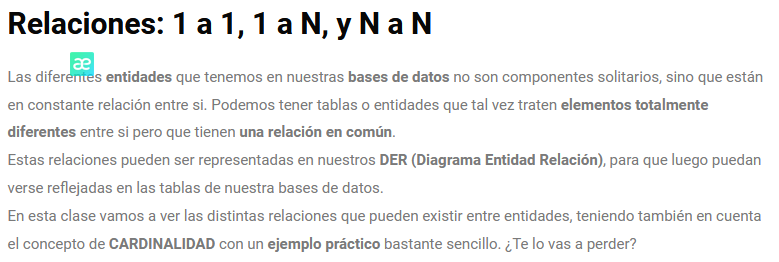 Relaciones: 1 a 1, 1 a N, y N a N
æ
Las diferentes entidades que tenemos en nuestras bases de datos no son componentes solitarios, sino que están
en constante relación entre si. Podemos tener tablas o entidades que tal vez traten elementos totalmente
diferentes entre si pero que tienen una relación en común.
Estas relaciones pueden ser representadas en nuestros DER (Diagrama Entidad Relación), para que luego puedan
verse reflejadas en las tablas de nuestra bases de datos.
En esta clase vamos a ver las distintas relaciones que pueden existir entre entidades, teniendo también en cuenta
el concepto de CARDINALIDAD con un ejemplo práctico bastante sencillo. ¿Te lo vas a perder?